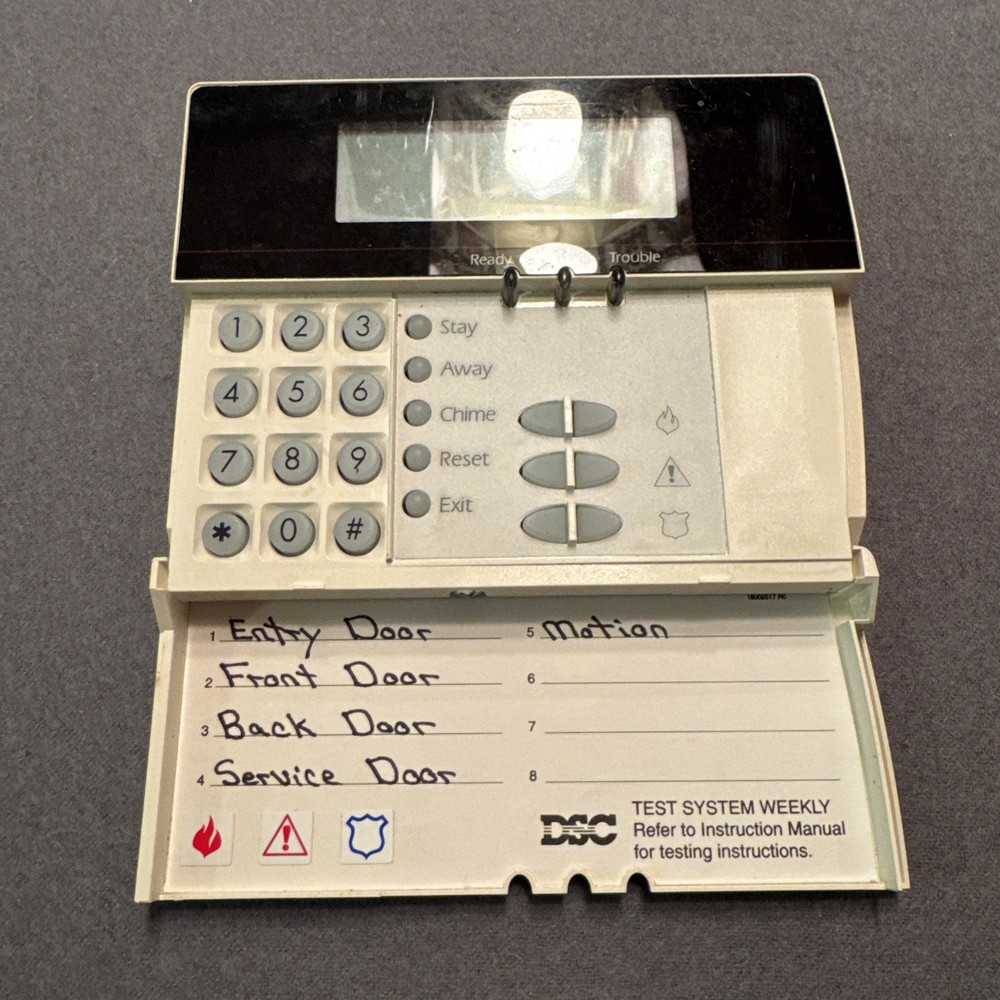 Ready Trouble
1 2 3 Stay
Away
4 5 6 Chime
7 8 9 Reset
* 0 # Exit
1 Entry Door 5 Motion
2 Front Door 6
3 Back Door 7
4 Service Door 8
DSC TEST SYSTEM WEEKLY
Refer to Instruction Manual
for testing instructions.